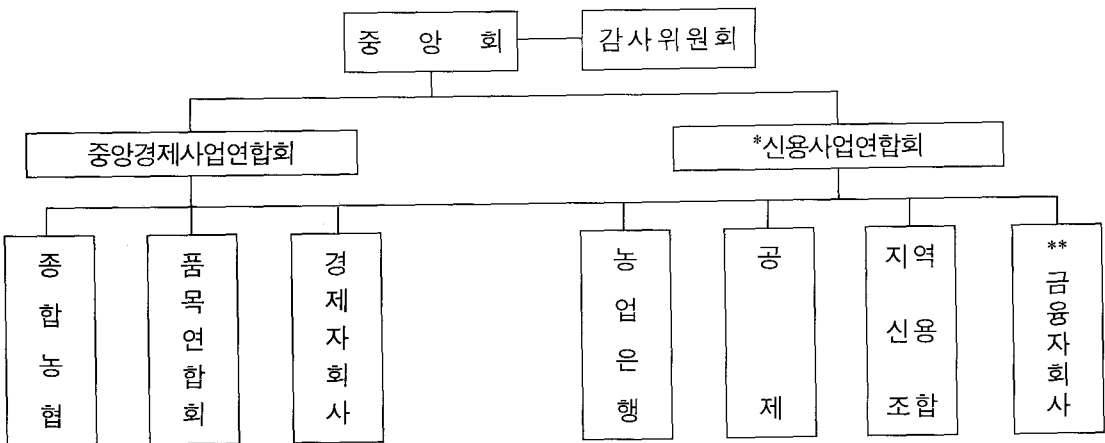 중 앙 회
감사위원회
중앙경제사업연합회
*신용사업연합회
종합농협
품목연합회
경제자회사
농업은행
공제
지역
신용
조합
**
금융자회사